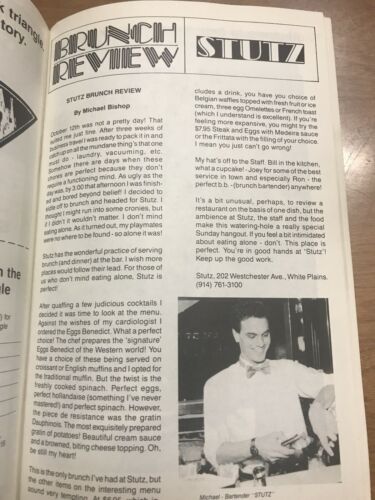 k triangle,
tory.
BRUNCH
REVIEW
STUTZ
STUTZ BRUNCH REVIEW
By Michael Bishop
October 12th was not a pretty day! That
suited me just fine. After three weeks of
business travel I was ready to pack it in and
catch up on all the mundane thing's that one
must do - laundry, vacuuming, etc.
Somehow there are days when these
chores are perfect because they don't
require a functioning mind. As ugly as the
day was, by 3:00 that afternoon I was finish-
ed and bored beyond belief! I decided to
sidle off to brunch and headed for Stutz. I
thought I might run into some cronies, but
if I didn't it wouldn't matter. I don't mind
eating alone. As it turned out, my playmates
were no where to be found - so alone it was!
Stutz has the wonderful practice of serving
brunch (and dinner) at the bar. I wish more
places would follow their lead. For those of
us who don't mind eating alone, Stutz is
perfect!
After quaffing a few judicious cocktails I
decided it was time to look at the menu.
Against the wishes of my cardiologist I
ordered the Eggs Benedict. What a perfect
choice! The chef prepares the 'signature'
Eggs Benedict of the Western world! You
have a choice of these being served on
croissant or English muffins and I opted for
the traditional muffin. But the twist is the
freshly cooked spinach. Perfect eggs,
perfect hollandaise (something I've never
mastered!) and perfect spinach. However,
the piece de resistance was the gratin
Dauphinois. The most exquisitely prepared
gratin of potatoes! Beautiful cream sauce
and a browned, biting cheese topping. Oh,
be still my heart!
This is the only brunch I've had at Stutz, but
the other items on the interesting menu
sound very tempting. At $5.95, which in
cludes a drink, you have you choice of
Belgian waffles topped with fresh fruit or ice
cream, three egg Omelettes or French toast
(which I understand is excellent). If you're
feeling more expansive, you might try the
$7.95 Steak and Eggs with Madeira sauce
or the Frittata with the filling of your choice.
I mean you just can't go wrong!
My hat's off to the Staff. Bill in the kitchen,
what a cupcake! - Joey for some of the best
service in town and especially Ron - the
perfect b.b. -(brunch bartender) anywhere!
It's a bit unusual, perhaps, to review a
restaurant on the basis of one dish, but the
ambience at Stutz, the staff and the food
make this watering-hole a really special
Sunday hangout. If you feel a bit intimidated
about eating alone - don't. This place is
perfect. You're in good hands at 'Stutz'!
Keep up the good work.
Stutz, 202 Westchester Ave., White Plains.
(914) 761-3100
Michael - Bartender "STUTZ"